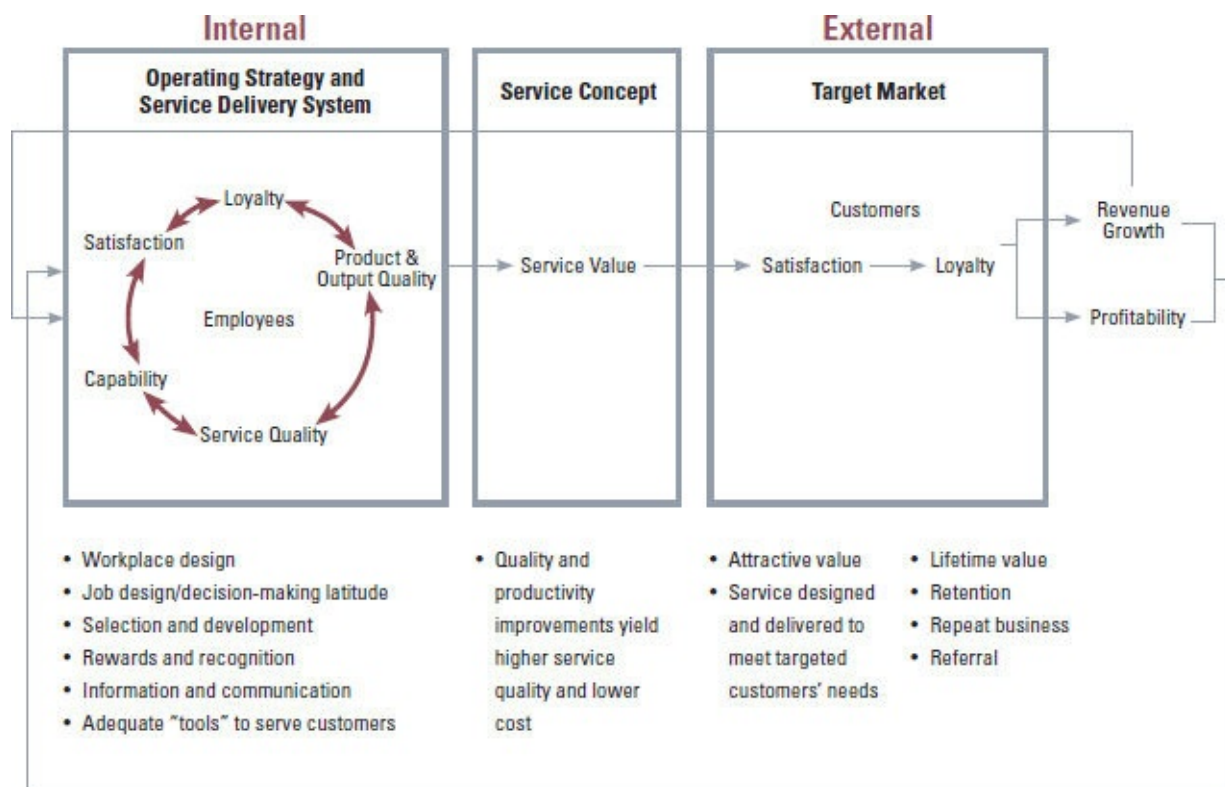 Internal
External
Operating Strategy and
Service Delivery System
Service Concept
Target Market
Loyalty
Satisfaction
Product &
Output Quality
Employees
Capability
Service Quality
Service Value
Customers
Satisfaction
Loyalty
Revenue
Growth
Profitability
• Workplace design
• Job design/decision-making latitude
• Selection and development
• Rewards and recognition
• Information and communication
• Adequate "tools" to serve customers
• Quality and
productivity
improvements yield
higher service
quality and lower
cost
• Attractive value
• Service designed
and delivered to
meet targeted
customers' needs
• Lifetime value
• Retention
• Repeat business
• Referral